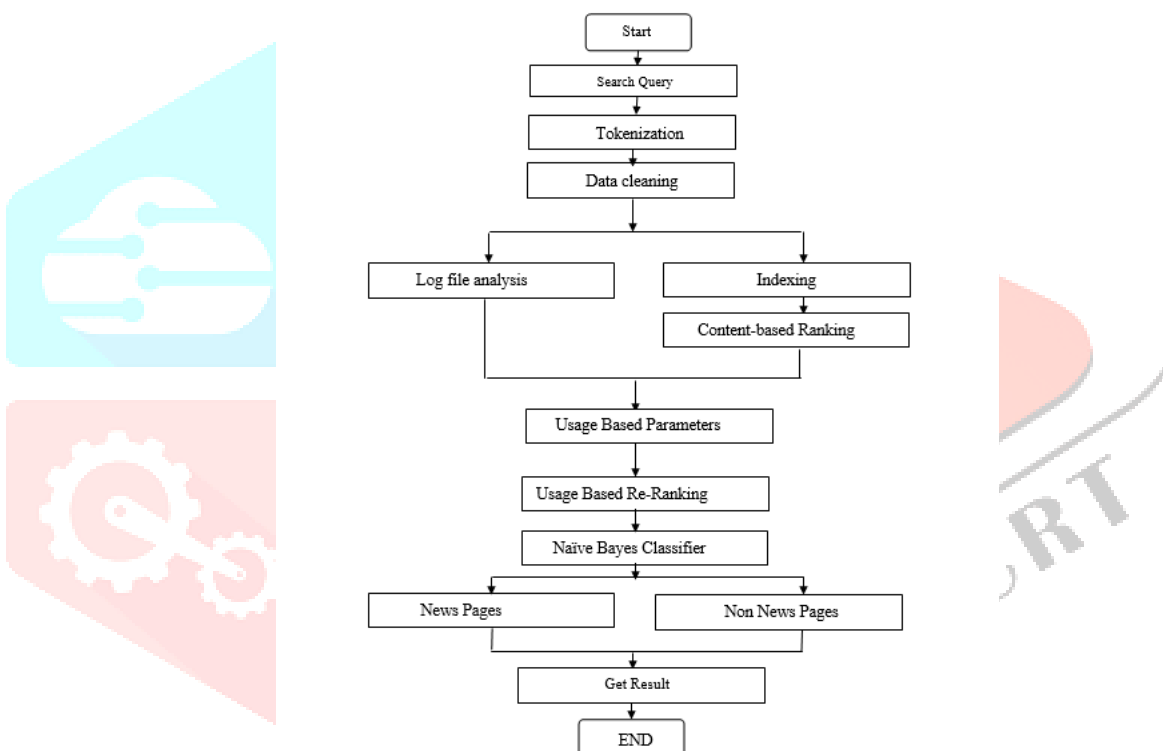 Start
Search Query
Tokenization
Data cleaning
Log file analysis
Indexing
Content-based Ranking
Usage Based Parameters
Usage Based Re-Ranking
Naïve Bayes Classifier
News Pages
Non News Pages
Get Result
END